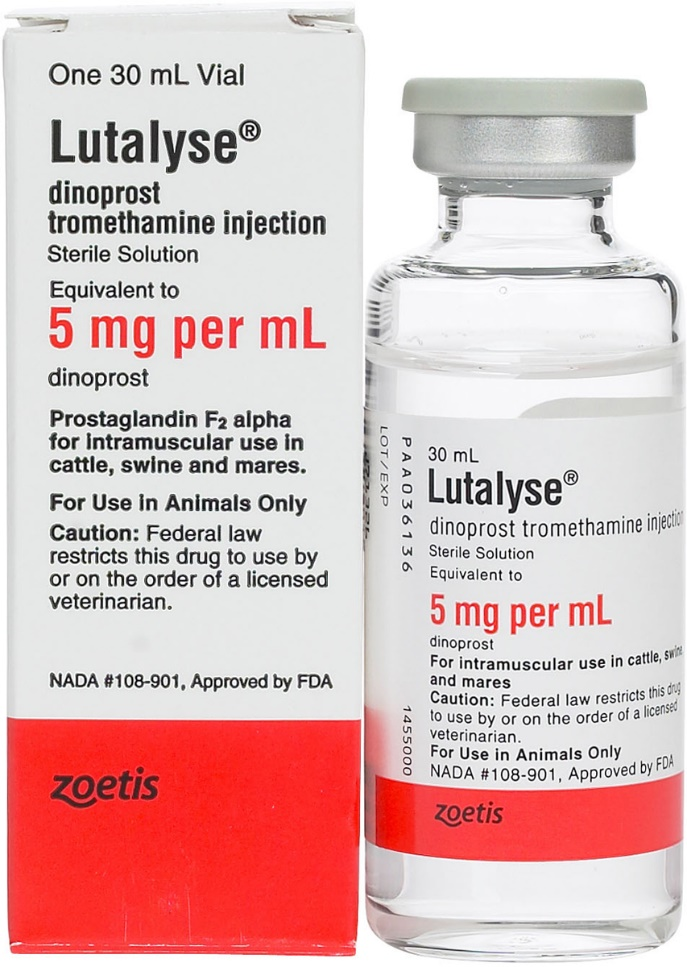 One 30 mL Vial
Lutalyse®
dinoprost
tromethamine injection
Sterile Solution
Equivalent to
5 mg per mL
dinoprost
Prostaglandin F2 alpha
for intramuscular use in
cattle, swine and mares.
For Use in Animals Only
Caution: Federal law
restricts this drug to use by
or on the order of a licensed
veterinarian.
NADA #108-901, Approved by FDA
zoetis
LOT/EXP
PAA036136
1455000
30 mL
Lutalyse®
dinoprost tromethamine injection
Sterile Solution
Equivalent to
5 mg per mL
dinoprost
For intramuscular use in cattle, swine,
and mares
Caution: Federal law restricts this drug
to use by or on the order of a licensed
veterinarian.
For Use in Animals Only
NADA #108-901, Approved by FDA
zoetis